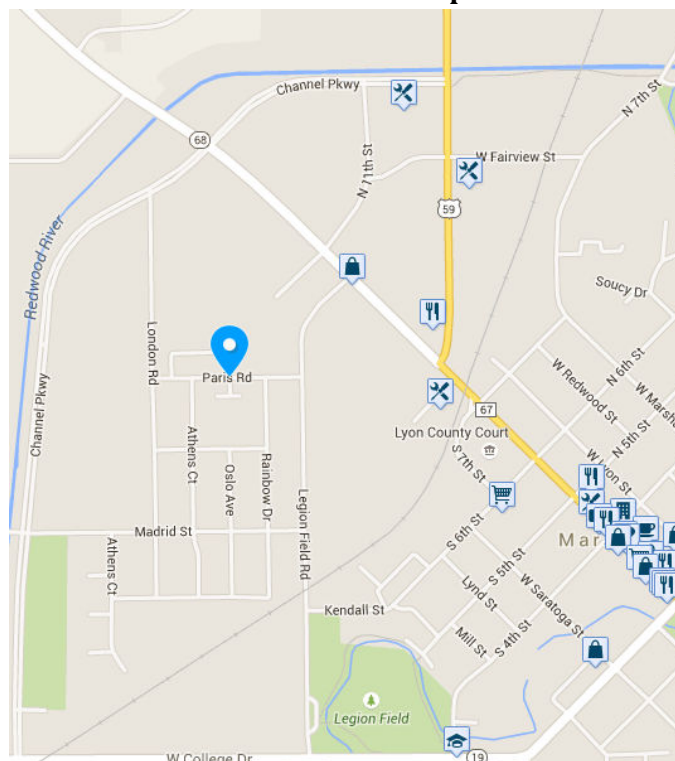 Channel Pkwy
N 7th St
68
N 11th St
W Fairview St
59
Redwood River
Soucy Dr
London Rd
N 6th St
W Redwood St
W Marsha
Paris Rd
67
N 5th St
Channel Pkwy
Lyon County Court
W Lyon St
S 7th St
Athens Ct
Oslo Ave
Rainbow Dr
Legion Field Rd
Madrid St
S 6th St
Mar
S 5th St
Athens Ct
Lynd St
W Saratoga St
Kendall St
Mill St
S 4th St
Legion Field
W College Dr
19